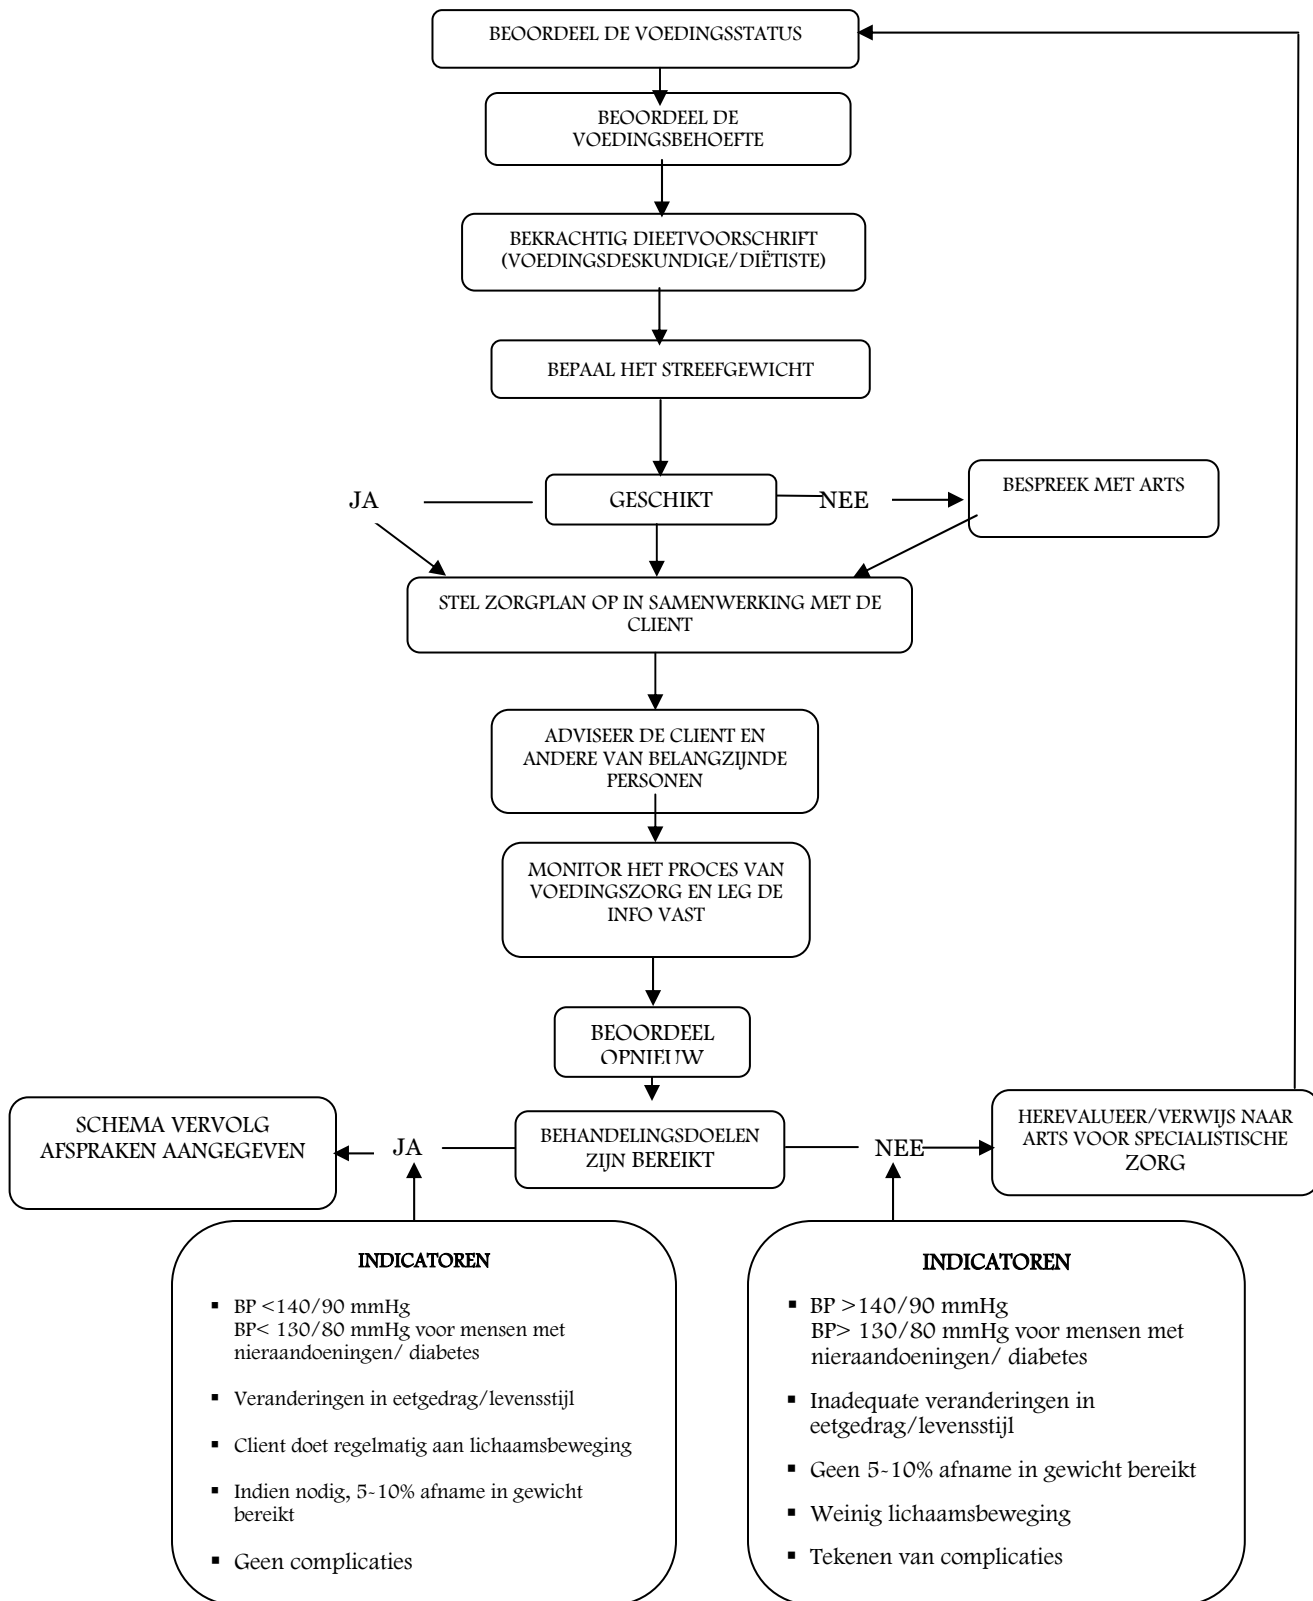 BEOORDEEL DE VOEDINGSSTATUS
BEOORDEEL DE
VOEDINGSBEHOEFTE
BEKRACHTIG DIEETVOORSCHRIFT
(VOEDINGSDESKUNDIGE/DIËTISTE)
BEPAAL HET STREEFGEWICHT
JA
GESCHIKT
NEE
BESPREEK MET ARTS
STEL ZORGPLAN OP IN SAMENWERKING MET DE
CLIENT
ADVISEER DE CLIENT EN
ANDERE VAN BELANGZIJNDE
PERSONEN
MONITOR HET PROCES VAN
VOEDINGSZORG EN LEG DE
INFO VAST
BEOORDEEL
OPNIEUW
SCHEMA VERVOLG
AFSPRAKEN AANGEGEVEN
JA
BEHANDELINGSDOELEN
ZIJN BEREIKT
NEE
HEREVALUEER/VERWIJS NAAR
ARTS VOOR SPECIALISTISCHE
ZORG
INDICATOREN
▪ BP <140/90 mmHg
BP< 130/80 mmHg voor mensen met
nieraandoeningen/ diabetes
▪ Veranderingen in eetgedrag/levensstijl
▪ Client doet regelmatig aan lichaamsbeweging
▪ Indien nodig, 5-10% afname in gewicht
bereikt
▪ Geen complicaties
INDICATOREN
▪ BP >140/90 mmHg
BP> 130/80 mmHg voor mensen met
nieraandoeningen/ diabetes
▪ Inadequate veranderingen in
eetgedrag/levensstijl
▪ Geen 5-10% afname in gewicht bereikt
▪ Weinig lichaamsbeweging
▪ Tekenen van complicaties